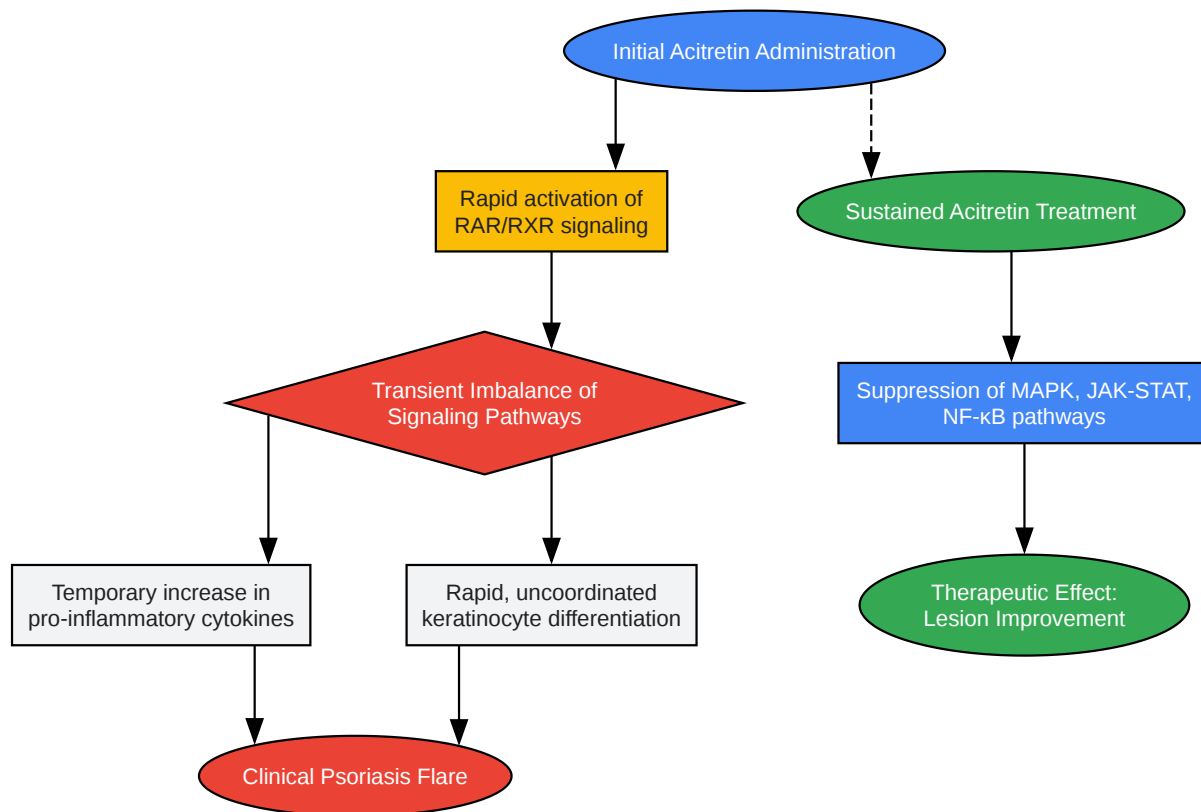 Initial Acitretin Administration
Rapid activation of
RAR/RXR signaling
Sustained Acitretin Treatment
Transient Imbalance of
Signaling Pathways
Suppression of MAPK, JAK-STAT,
NF-κB pathways
Temporary increase in
pro-inflammatory cytokines
Rapid, uncoordinated
keratinocyte differentiation
Therapeutic Effect:
Lesion Improvement
Clinical Psoriasis Flare